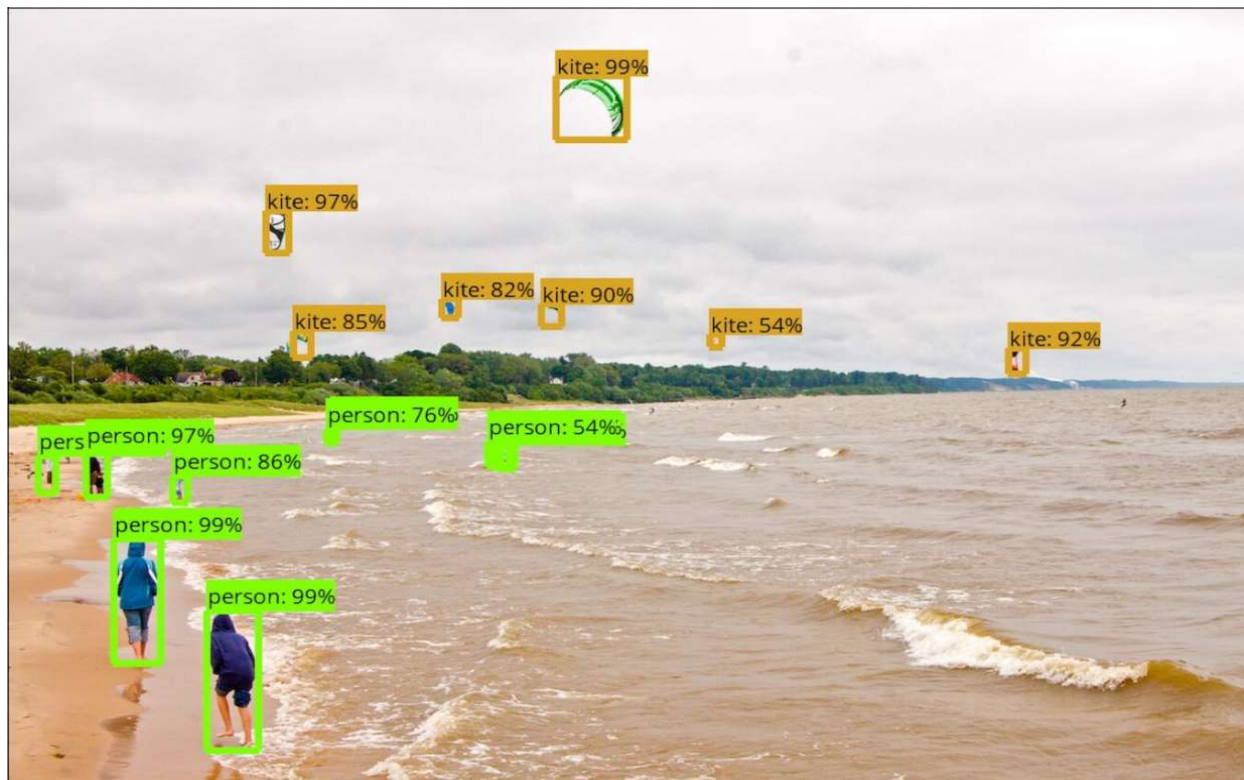 kite: 99%
kite: 97%
kite: 82%
kite: 90%
kite: 85%
kite: 54%
kite: 92%
person: 76%
person: 54%
pers
person: 97%
person: 86%
person: 99%
person: 99%